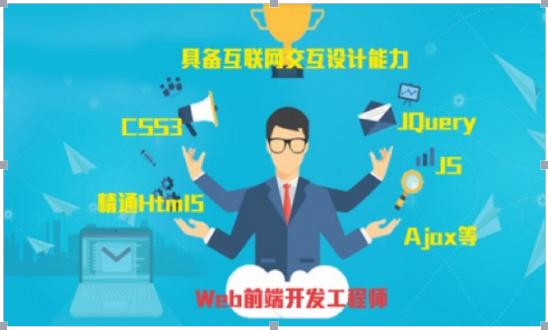 具备互联网交互设计能力
CSS3
JQuery
JS
精通Html5
Ajax等
Web前端开发工程师